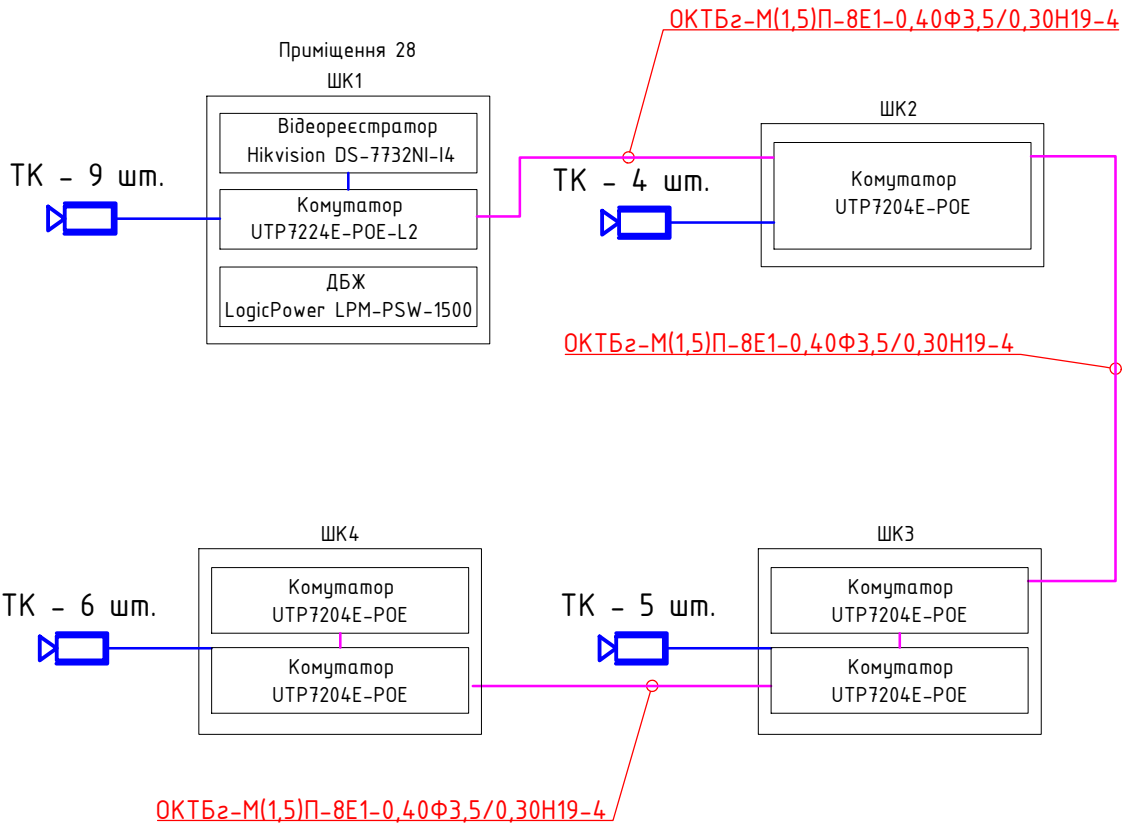 ОКТБг-М(1,5)П-8Е1-0,40Ф3,5/0,30Н19-4
Приміщення 28
ШК1
Відеореєстратор
Hikvision DS-7732NI-I4
Комутатор
UTP7224E-POE-L2
ДБЖ
LogicPower LPM-PSW-1500
ТК - 9 шт.
ШК2
Комутатор
UTP7204E-POE
ТК - 4 шт.
ОКТБг-М(1,5)П-8Е1-0,40Ф3,5/0,30Н19-4
ШК4
Комутатор
UTP7204E-POE
Комутатор
UTP7204E-POE
ТК - 6 шт.
ШК3
Комутатор
UTP7204E-POE
Комутатор
UTP7204E-POE
ТК - 5 шт.
ОКТБг-М(1,5)П-8Е1-0,40Ф3,5/0,30Н19-4